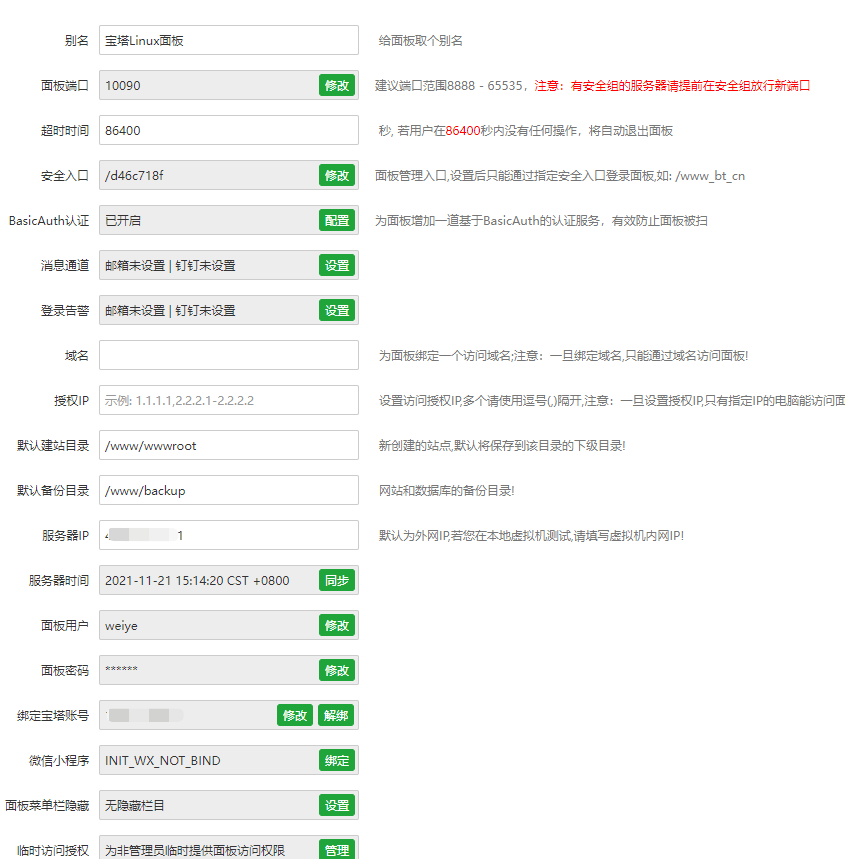 别名 宝塔Linux面板 给面板取个别名
面板端口 10090 修改 建议端口范围8888 - 65535，注意：有安全组的服务器请提前在安全组放行新端口
超时时间 86400 秒, 若用户在86400秒内没有任何操作，将自动退出面板
安全入口 /d46c718f 修改 面板管理入口,设置后只能通过指定安全入口登录面板,如: /www_bt_cn
BasicAuth认证 已开启 配置 为面板增加一道基于BasicAuth的认证服务，有效防止面板被扫
消息通道 邮箱未设置 | 钉钉未设置 设置
登录告警 邮箱未设置 | 钉钉未设置 设置
域名 为面板绑定一个访问域名;注意：一旦绑定域名,只能通过域名访问面板!
授权IP 示例: 1.1.1.1,2.2.2.1-2.2.2.2 设置访问授权IP,多个请使用逗号(,)隔开,注意：一旦设置授权IP,只有指定IP的电脑能访问面
默认建站目录 /www/wwwroot 新创建的站点,默认将保存到该目录的下级目录!
默认备份目录 /www/backup 网站和数据库的备份目录!
服务器IP 1 默认为外网IP,若您在本地虚拟机测试,请填写虚拟机内网IP!
服务器时间 2021-11-21 15:14:20 CST +0800 同步
面板用户 weiye 修改
面板密码 ****** 修改
绑定宝塔账号 修改 解绑
微信小程序 INIT_WX_NOT_BIND 绑定
面板菜单栏隐藏 无隐藏栏目 设置
临时访问授权 为非管理员临时提供面板访问权限 管理